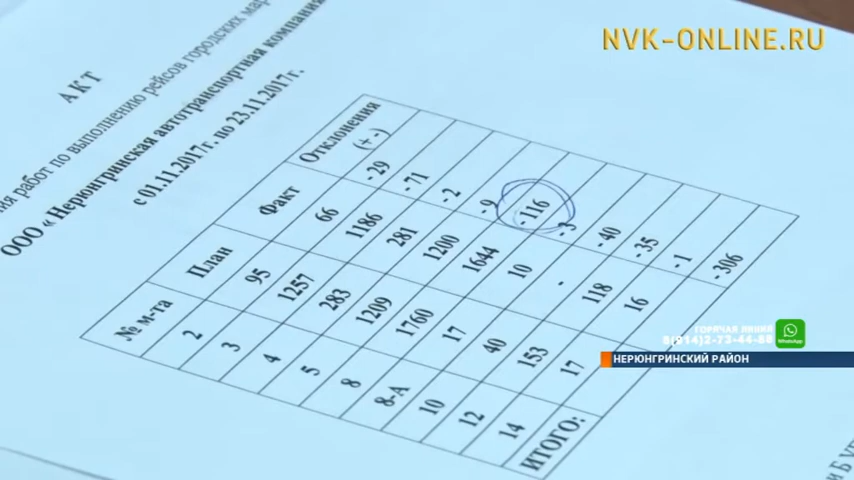 NVK-ONLINE.RU
АКТ
работ по выполнению рейсов городских
ООО « Нерюнгринская автотранспортная компания
с 01.11.2017г. по 23.11.2017г.
№ м-та План Факт Отклонения (+ -)
2 95 66 -29
3 1257 1186 -71
4 283 281 -2
5 1209 1200 -9
8 1760 1644 -116
8-А 17 10 -3
10 40 - -40
12 153 118 -35
14 17 16 -1
ИТОГО: -306
ГОРЯЧАЯ ЛИНИЯ
8(914)2-73-44-88
WhatsApp
НЕРЮНГРИНСКИЙ РАЙОН